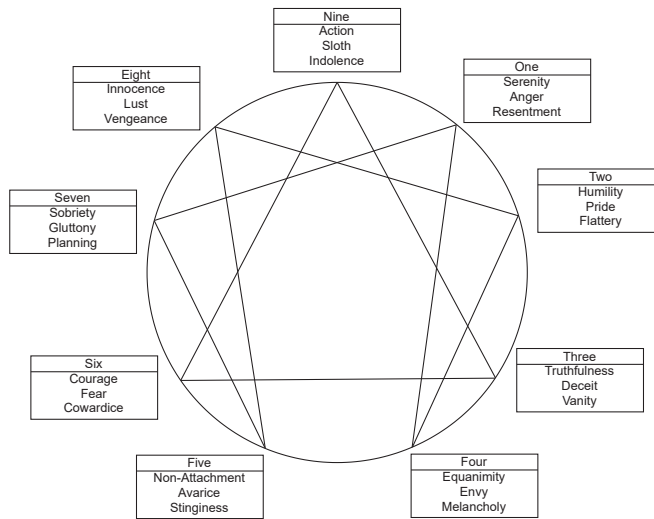 Nine
Action
Sloth
Indolence
Eight
Innocence
Lust
Vengeance
One
Serenity
Anger
Resentment
Two
Humility
Pride
Flattery
Seven
Sobriety
Gluttony
Planning
Six
Courage
Fear
Cowardice
Three
Truthfulness
Deceit
Vanity
Five
Non-Attachment
Avarice
Stinginess
Four
Equanimity
Envy
Melancholy